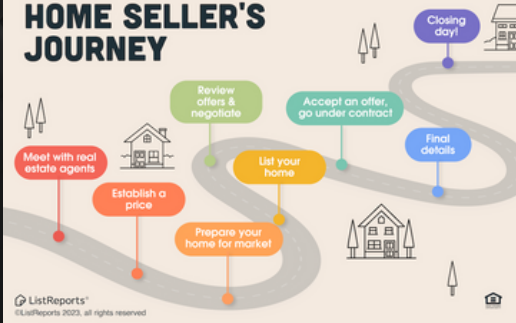 HOME SELLER'S
JOURNEY
Closing
day!
Review
offers &
negotiate
Accept an offer,
go under contract
Final
details
Meet with real
estate agents
List your
home
Establish a
price
Prepare your
home for market
ListReports®
©ListReports 2023, all rights reserved